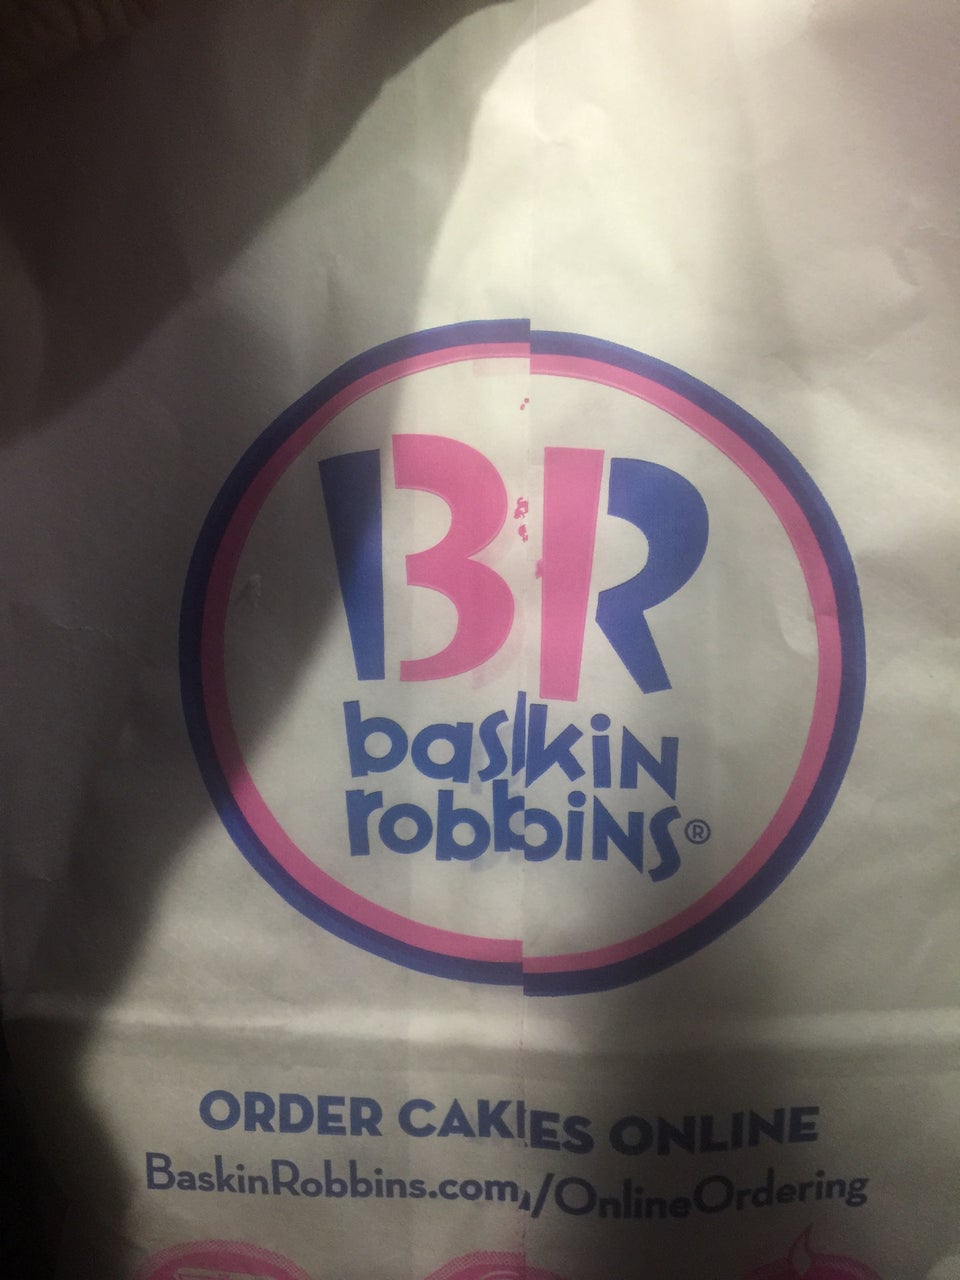 BR
baskin
robbins®
ORDER CAKES ONLINE
BaskinRobbins.com/OnlineOrdering